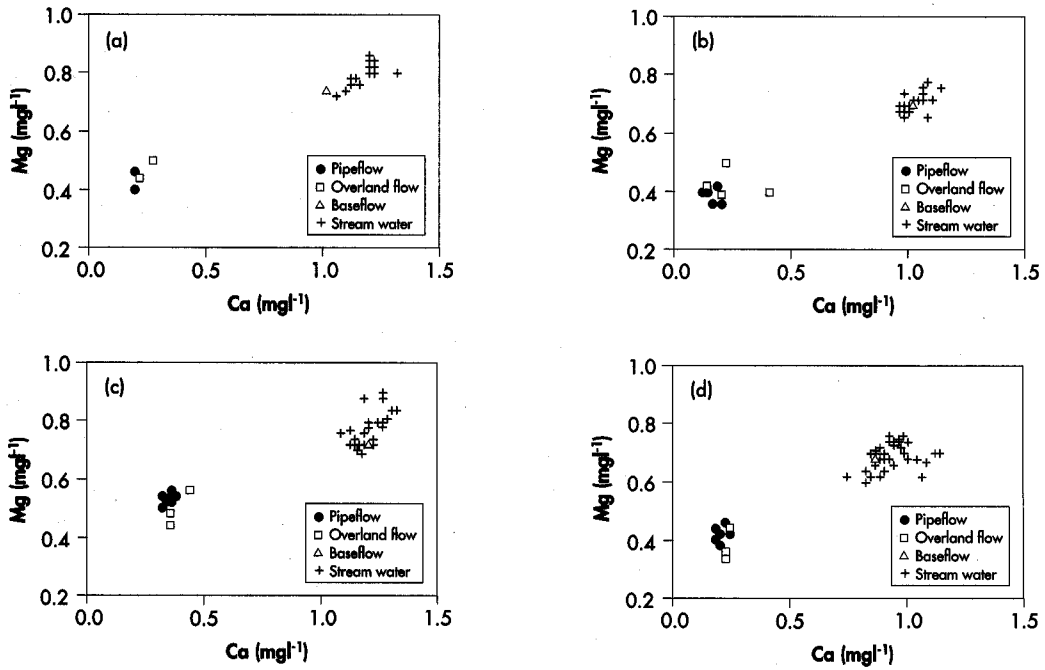 (a)
1.0
0.8
0.6
0.4
0.2
Mg (mgl-1)
0.0 0.5 1.0 1.5
Ca (mgl-1)
Pipeflow
Overland flow
Baseflow
Stream water
(b)
1.0
0.8
0.6
0.4
0.2
Mg (mgl-1)
0.0 0.5 1.0 1.5
Ca (mgl-1)
Pipeflow
Overland flow
Baseflow
Stream water
(c)
1.0
0.8
0.6
0.4
0.2
Mg (mgl-1)
0.0 0.5 1.0 1.5
Ca (mgl-1)
Pipeflow
Overland flow
Baseflow
Stream water
(d)
1.0
0.8
0.6
0.4
0.2
Mg (mgl-1)
0.0 0.5 1.0 1.5
Ca (mgl-1)
Pipeflow
Overland flow
Baseflow
Stream water